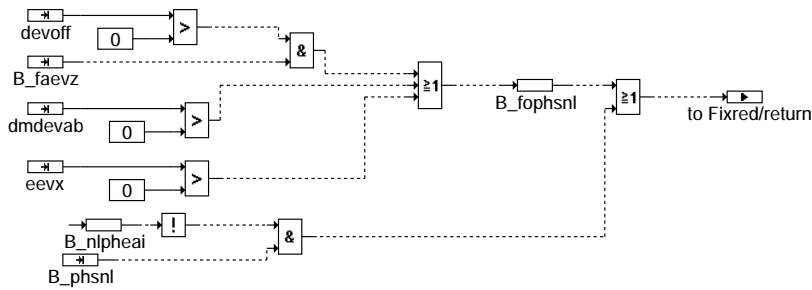 devoff
0
>
&
B_faevz
≧1
B_fophsnl
≧1
to Fixred/return
dmdevab
0
>
eevx
0
>
B_nlpheai
!
&
B_phsnl